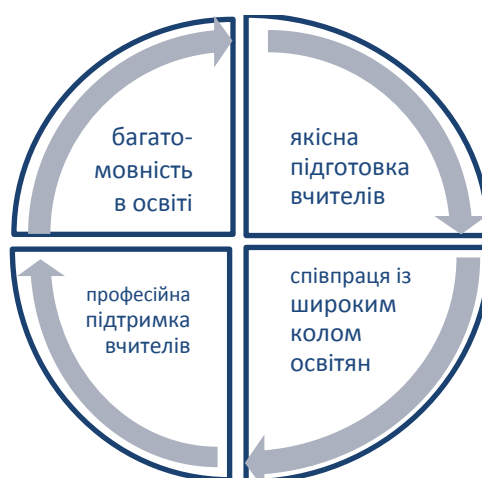 багато-
мовність
в освіті
якісна
підготовка
вчителів
професійна
підтримка
вчителів
співпраця із
широким
колом
освітян